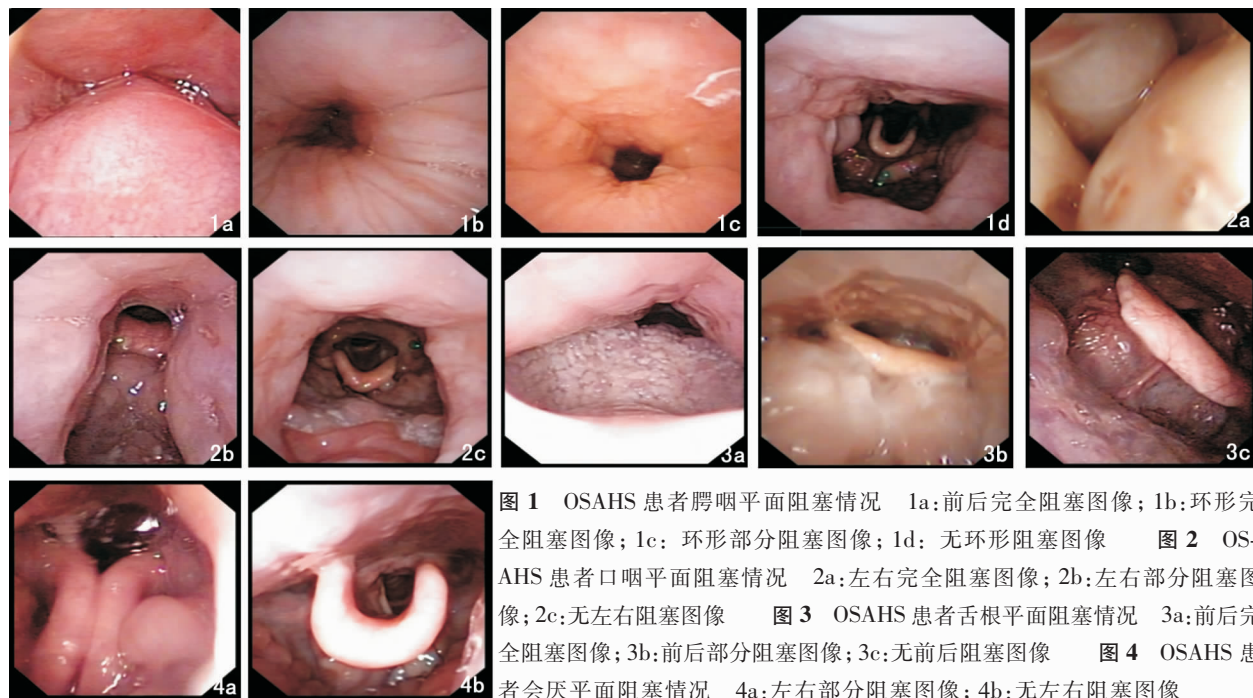 1a
1b
1c
1d
2a
2b
2c
3a
3b
3c
4a
4b
图 1 OSAHS 患者腭咽平面阻塞情况 1a:前后完全阻塞图像; 1b:环形完
全阻塞图像; 1c: 环形部分阻塞图像; 1d: 无环形阻塞图像 图 2 OS-
AHS 患者口咽平面阻塞情况 2a:左右完全阻塞图像; 2b:左右部分阻塞图
像; 2c:无左右阻塞图像 图 3 OSAHS 患者舌根平面阻塞情况 3a:前后完
全阻塞图像; 3b:前后部分阻塞图像; 3c:无前后阻塞图像 图 4 OSAHS 患
者会厌平面阻塞情况 4a:左右部分阻塞图像; 4b:无左右阻塞图像